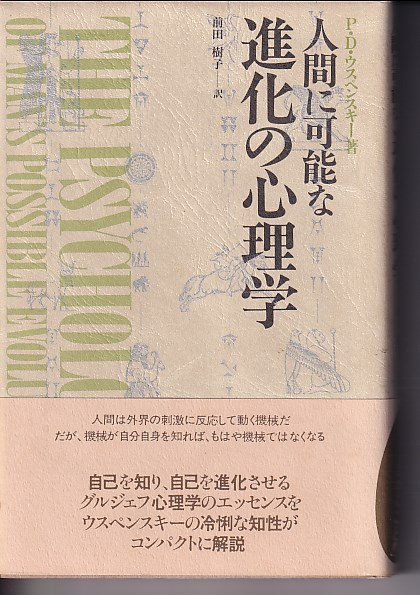 P・D・ウスペンスキー著
人間に可能な
進化の心理学
前田樹子—訳
THE PSYCHOLO
OF MAN'S POSSIBLE EVOLU
人間は外界の刺激に反応して動く機械だ
だが、機械が自分自身を知れば、もはや機械ではなくなる
自己を知り、自己を進化させる
グルジェフ心理学のエッセンスを
ウスペンスキーの冷悧な知性が
コンパクトに解説